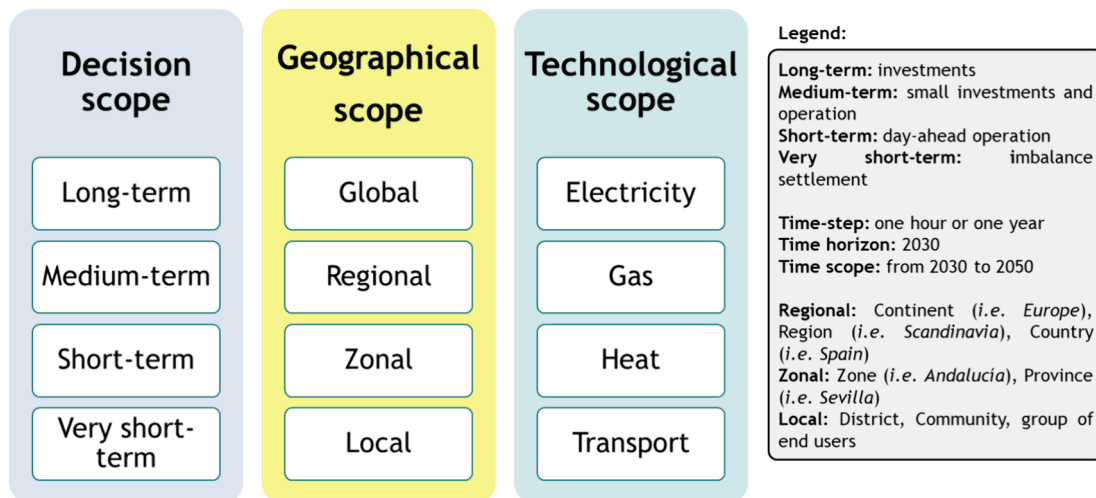 Decision
scope
Long-term
Medium-term
Short-term
Very short-
term
Geographical
scope
Global
Regional
Zonal
Local
Technological
scope
Electricity
Gas
Heat
Transport
Legend:
Long-term: investments
Medium-term: small investments and
operation
Short-term: day-ahead operation
Very short-term: imbalance
settlement
Time-step: one hour or one year
Time horizon: 2030
Time scope: from 2030 to 2050
Regional: Continent (i.e. Europe),
Region (i.e. Scandinavia), Country
(i.e. Spain)
Zonal: Zone (i.e. Andalucía), Province
(i.e. Sevilla)
Local: District, Community, group of
end users